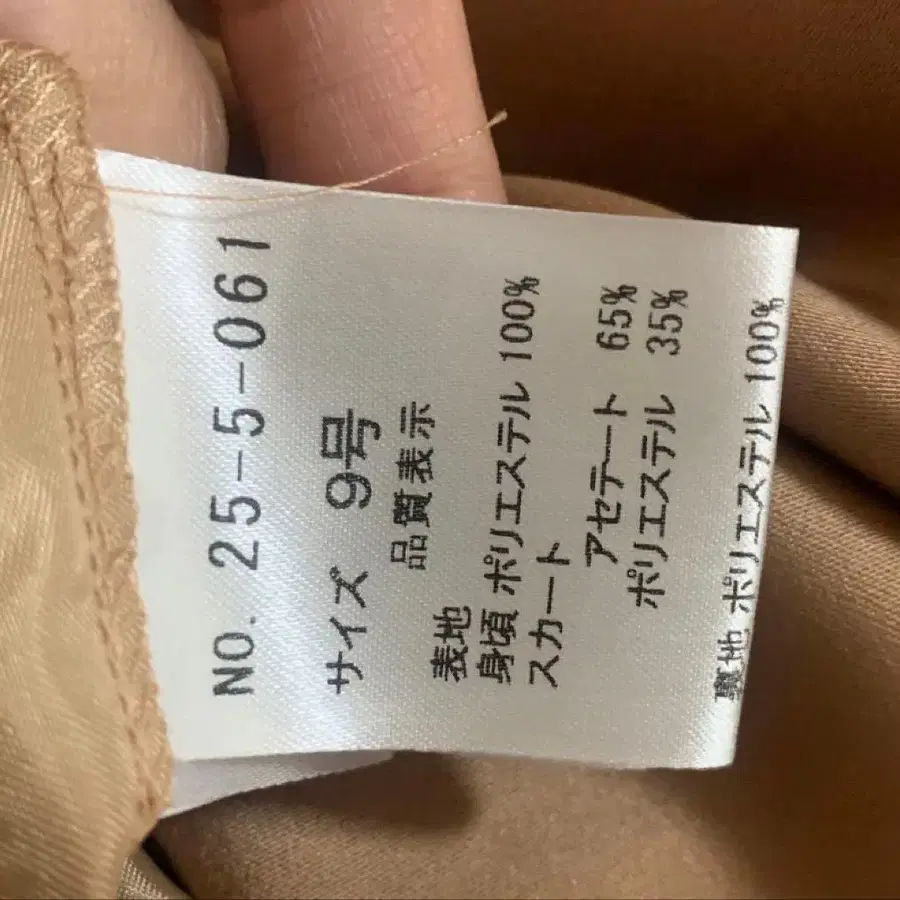 NO. 25-5-061
サイズ 9号
品質表示
表地
身頃 ポリエステル 100%
スカート
アセテート 65%
ポリエステル 35%
裏地 ポリエステル 100%